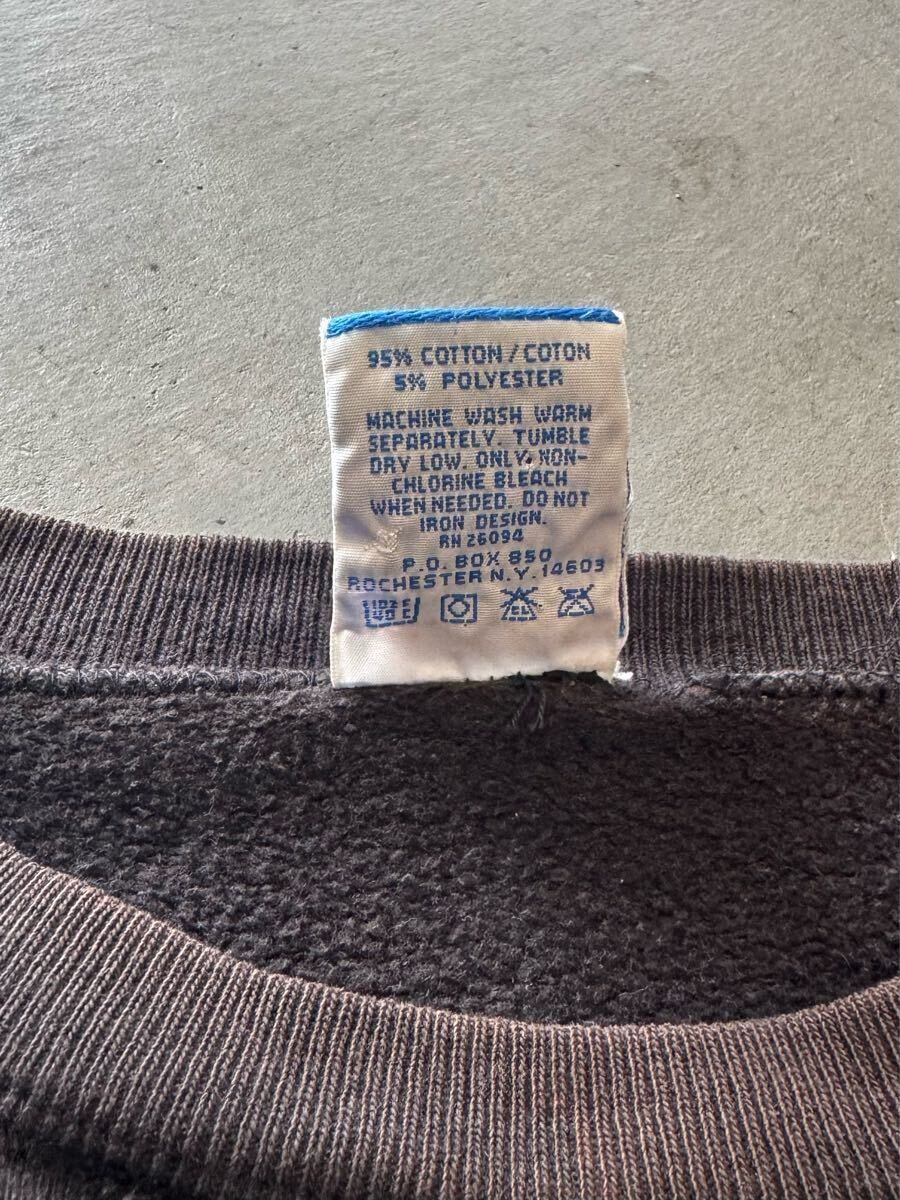 95% COTTON / COTON
5% POLYESTER
MACHINE WASH WARM
SEPARATELY. TUMBLE
DRY LOW. ONLY NON-
CHLORINE BLEACH
WHEN NEEDED. DO NOT
IRON DESIGN.
RN 26094
P.O. BOX 850
ROCHESTER N.Y. 14603